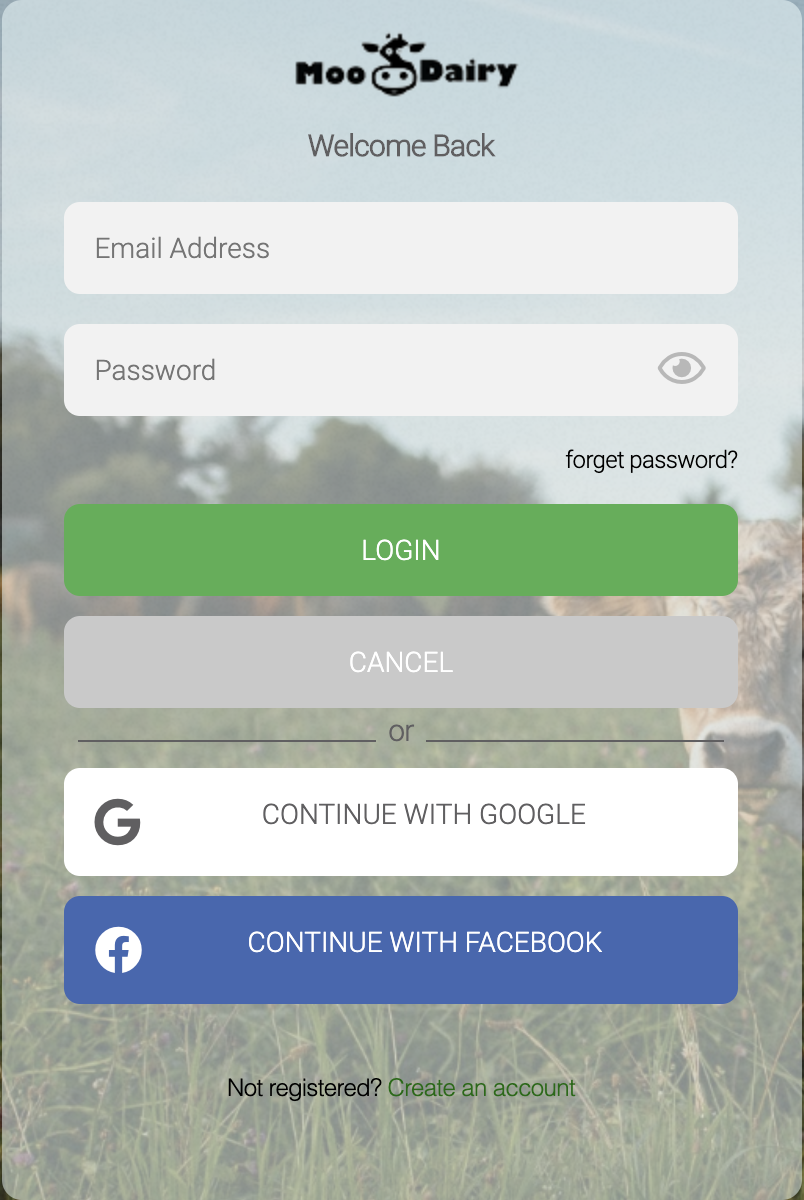 Moo Dairy
Welcome Back
Email Address
Password
forget password?
LOGIN
CANCEL
or
CONTINUE WITH GOOGLE
CONTINUE WITH FACEBOOK
Not registered? Create an account